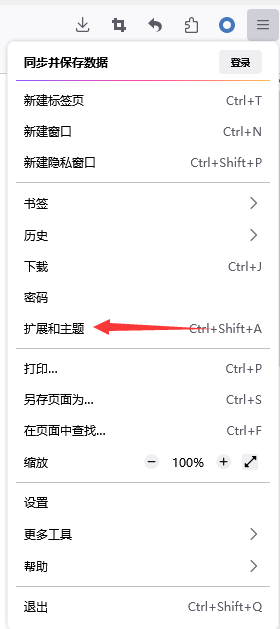 同步并保存数据 登录
新建标签页 Ctrl+T
新建窗口 Ctrl+N
新建隐私窗口 Ctrl+Shift+P
书签
历史
下载 Ctrl+J
密码
扩展和主题 Ctrl+Shift+A
打印... Ctrl+P
另存页面为... Ctrl+S
在页面中查找... Ctrl+F
缩放 − 100% +
设置
更多工具
帮助
退出 Ctrl+Shift+Q